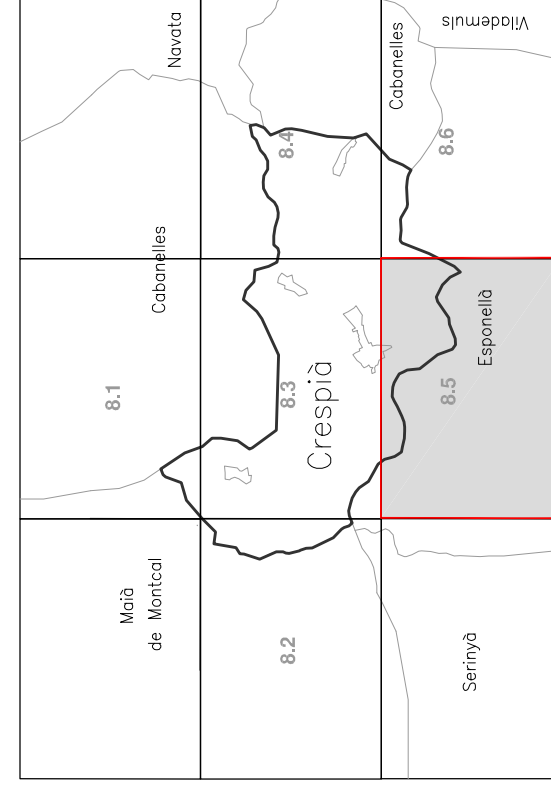 Maià
de Montcal
8.1
Cabanelles
Navata
8.2
8.3
Crespià
8.4
Serinyà
8.5
Esponellà
Cabanelles
8.6
Vilademuls